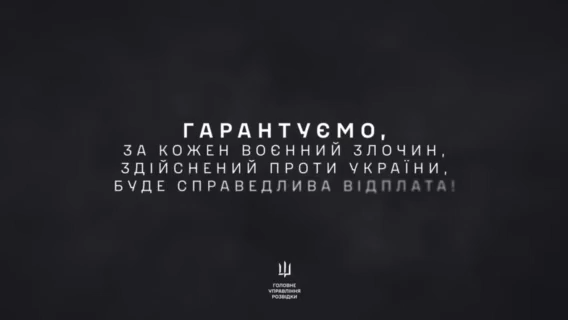 ГАРАНТУЄМО,
ЗА КОЖЕН ВОЄННИЙ ЗЛОЧИН,
ЗДІЙСНЕНИЙ ПРОТИ УКРАЇНИ,
БУДЕ СПРАВЕДЛИВА ВІДПЛАТА!
ГОЛОВНЕ
УПРАВЛІННЯ
РОЗВІДКИ